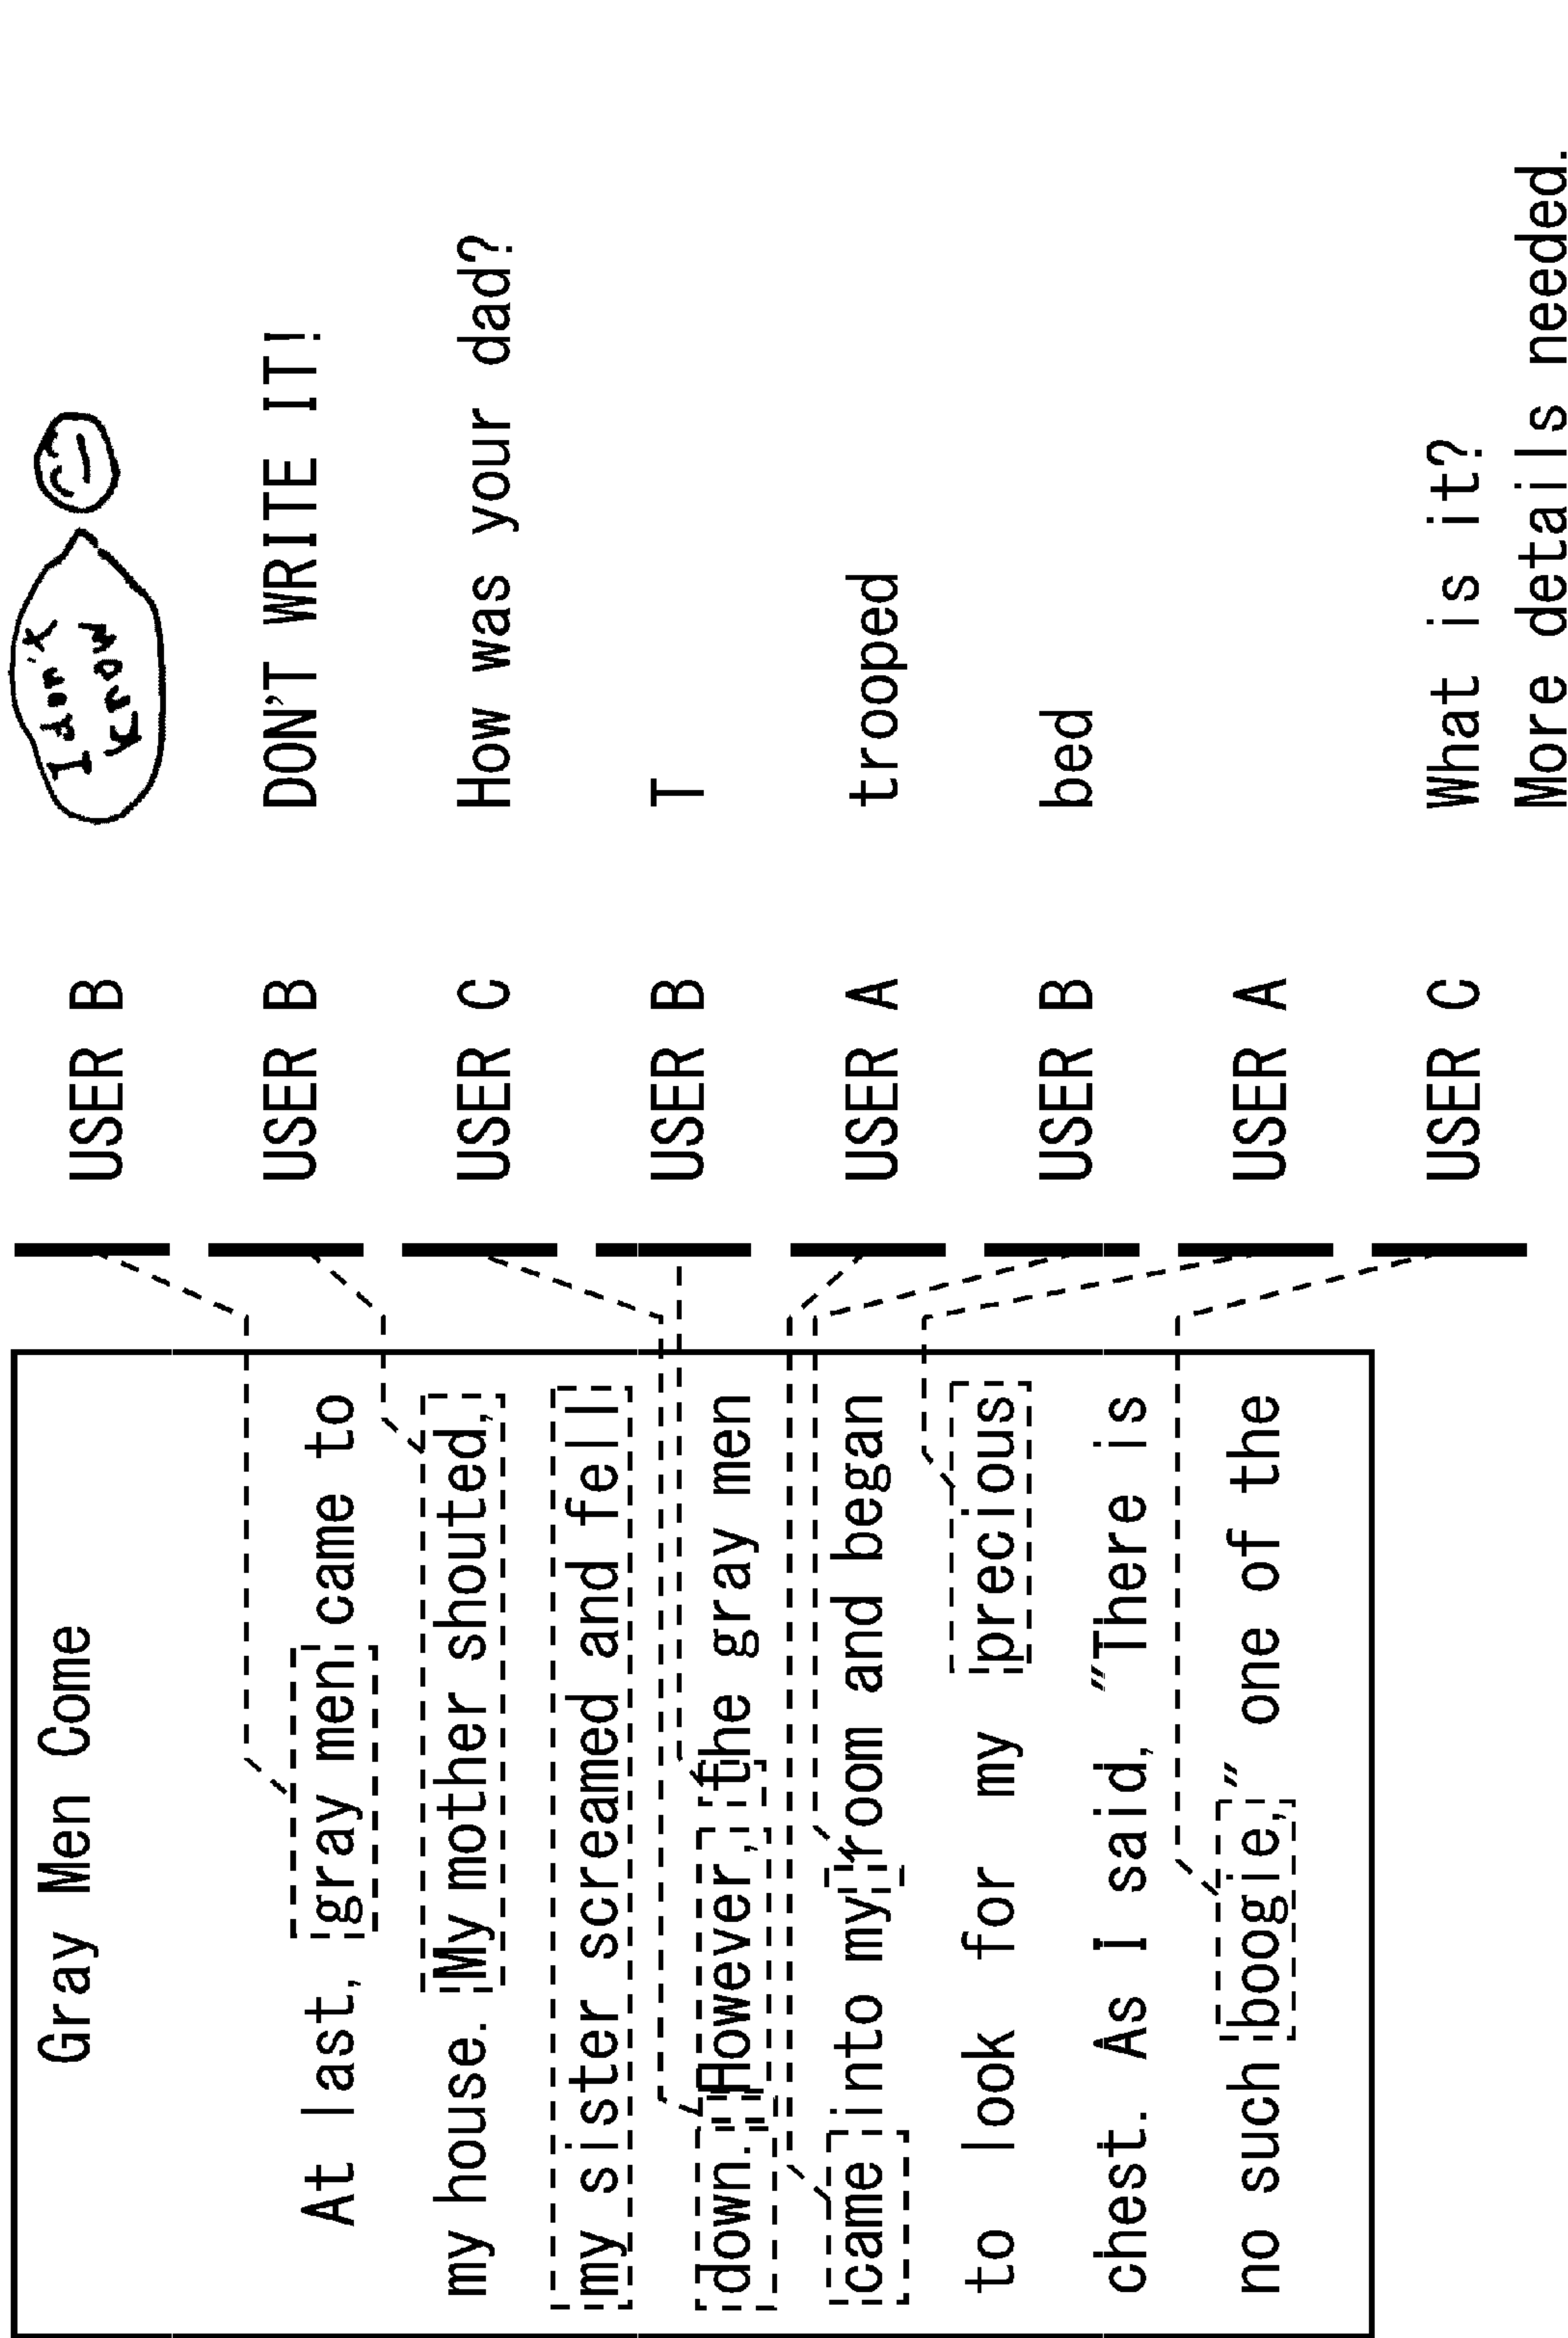 Gray Men Come
At last, gray men came to
my house. My mother shouted,
my sister screamed and fell
down. However, the gray men
came into my room and began
to look for my precious
chest. As I said, "There is
no such boogie," one of the
USER B I don't know
USER B DON'T WRITE IT!
USER C How was your dad?
USER B T
USER A trooped
USER B bed
USER A
USER C What is it?
More details needed.